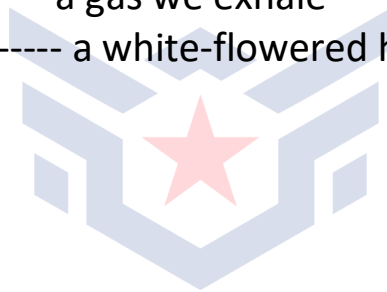 a gas we exhale
----- a white-flowered h